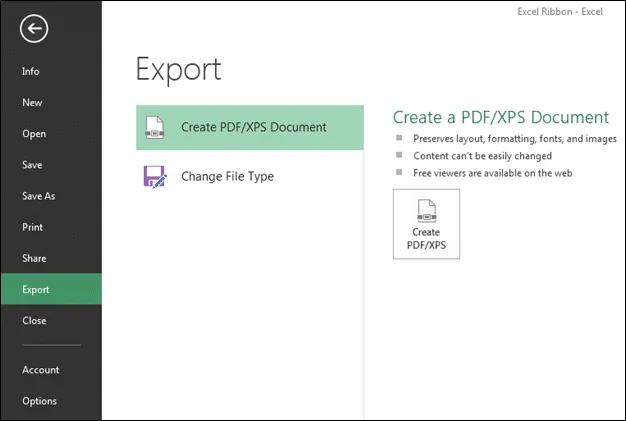 Excel Ribbon - Excel
Info
New
Open
Save
Save As
Print
Share
Export
Close
Account
Options
Export
Create PDF/XPS Document
Change File Type
Create a PDF/XPS Document
Preserves layout, formatting, fonts, and images
Content can't be easily changed
Free viewers are available on the web
Create
PDF/XPS